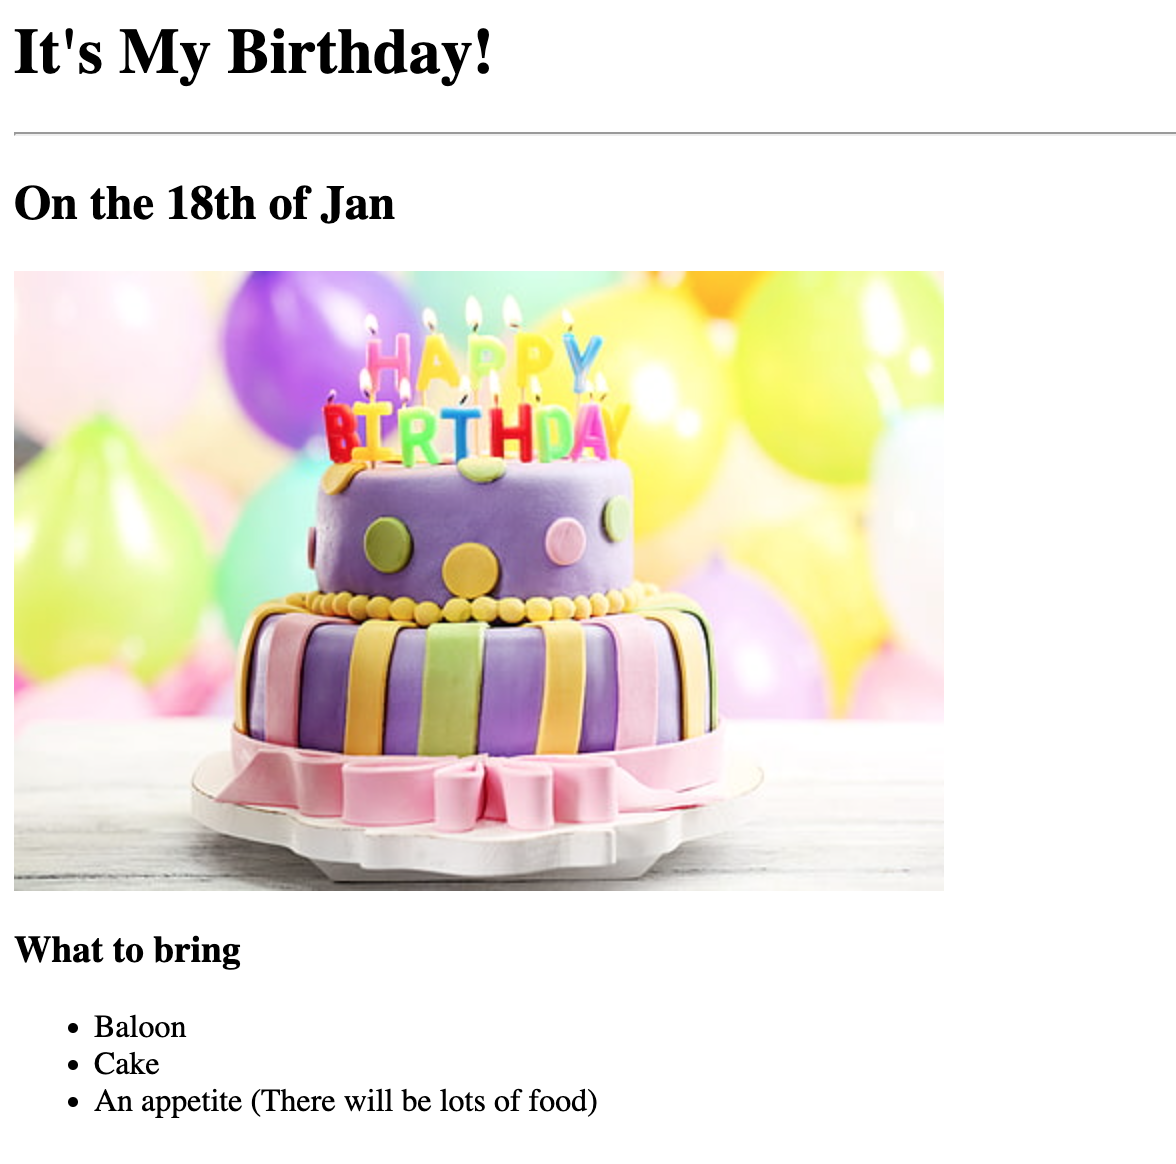 It's My Birthday!
On the 18th of Jan
HAPPY
BIRTHDAY
What to bring
Baloon
Cake
An appetite (There will be lots of food)